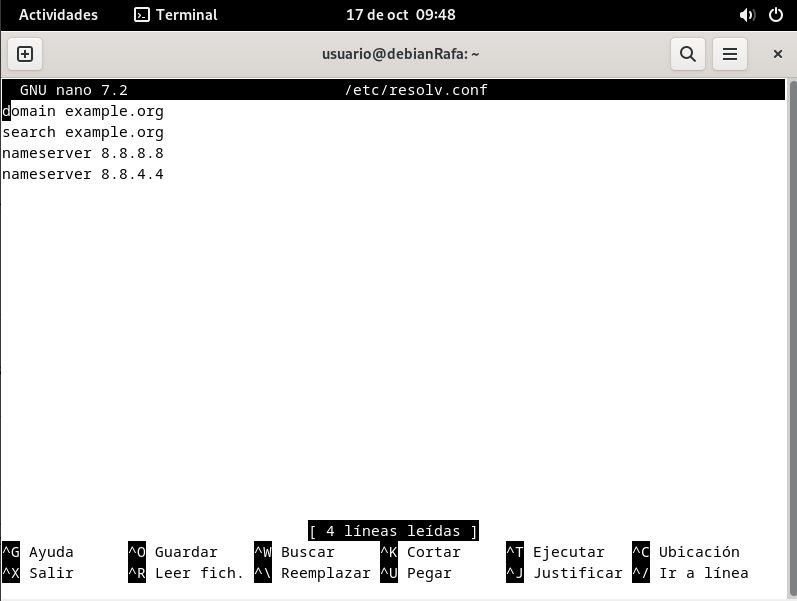 Actividades Terminal 17 de oct 09:48
usuario@debianRafa: ~
GNU nano 7.2 /etc/resolv.conf
domain example.org
search example.org
nameserver 8.8.8.8
nameserver 8.8.4.4
[ 4 líneas leídas ]
^G Ayuda ^O Guardar ^W Buscar ^K Cortar ^T Ejecutar ^C Ubicación
^X Salir ^R Leer fich. ^\ Reemplazar ^U Pegar ^J Justificar ^/ Ir a línea